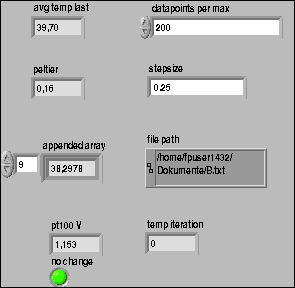 avg temp last
datapoints per max
39,70
200
peltier
stepsize
0,16
0.25
appended array
file path
9
38,2978
/home/fpuser1432/
Dokumente/B.txt
pt100 V
temp iteration
1,153
0
no change